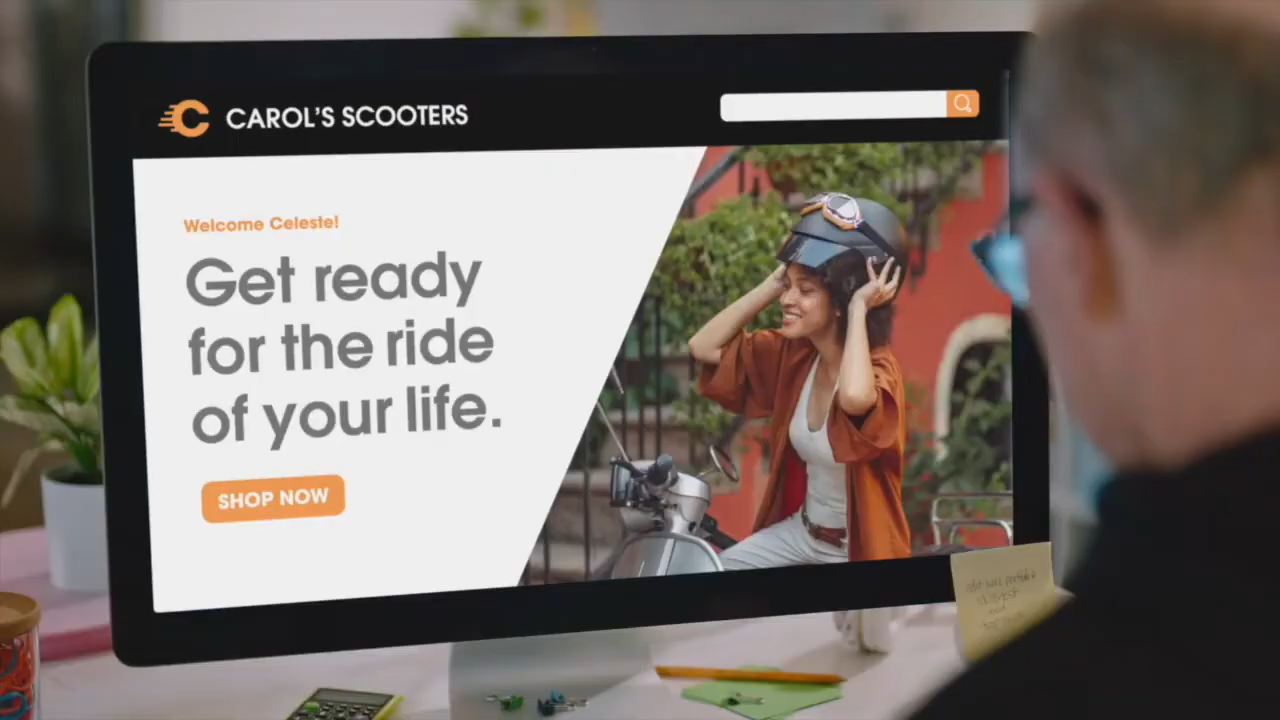 CAROL'S SCOOTERS
Welcome Celeste!
Get ready
for the ride
of your life.
SHOP NOW